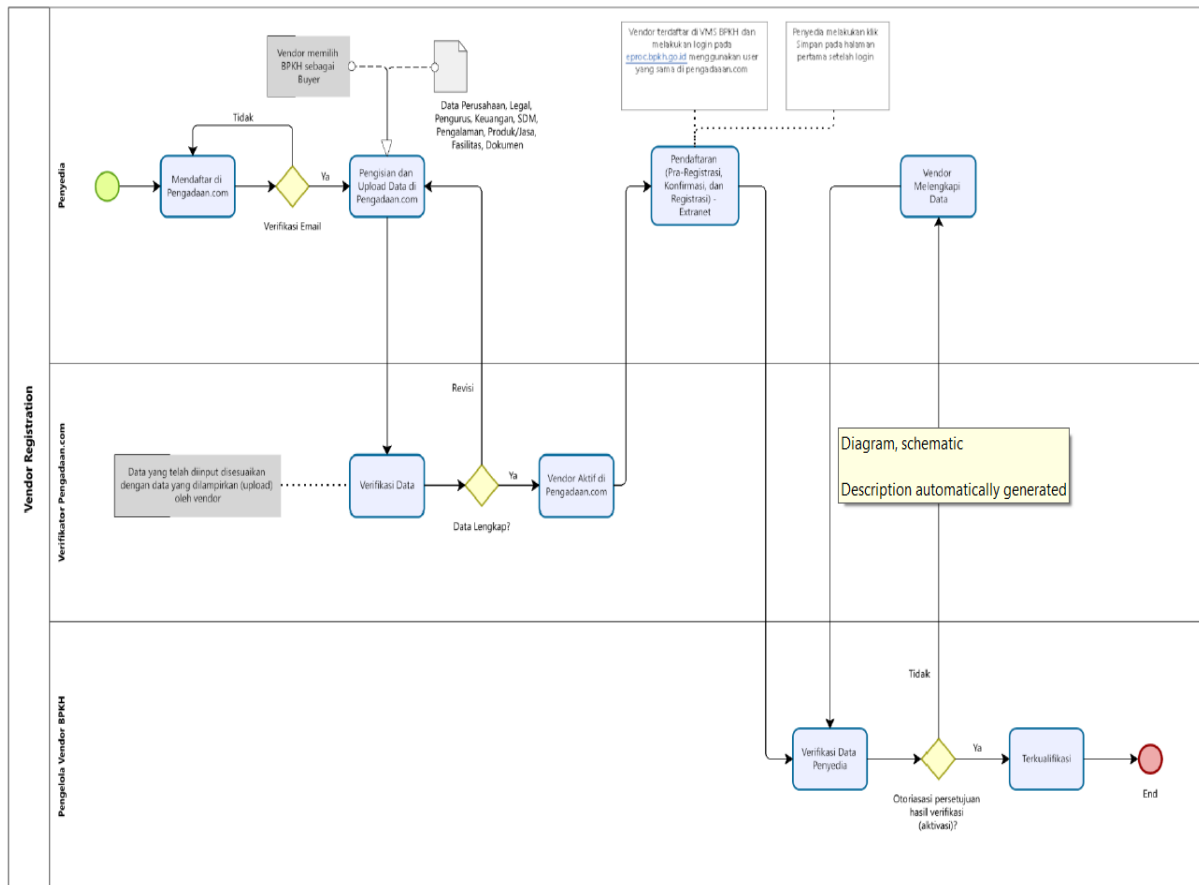 Vendor Registration
Penyedia
Vendor memilih
BPKH sebagai
Buyer
Data Perusahaan, Legal,
Pengurus, Keuangan, SDM,
Pengalaman, Produk/Jasa,
Fasilitas, Dokumen
Vendor terdaftar di VMS BPKH dan
melakukan login pada
eproc.bpkh.go.id menggunakan user
yang sama di pengadaaan.com
Penyedia melakukan klik
Simpan pada halaman
pertama setelah login
Tidak
Mendaftar di
Pengadaan.com
Ya
Verifikasi Email
Pengisian dan
Upload Data di
Pengadaan.com
Pendaftaran
(Pra-Registrasi,
Konfirmasi, dan
Registrasi) -
Extranet
Vendor
Melengkapi
Data
Verifikator Pengadaan.com
Revisi
Data yang telah diinput disesuaikan
dengan data yang dilampirkan (upload)
oleh vendor
Verifikasi Data
Data Lengkap?
Ya
Vendor Aktif di
Pengadaan.com
Diagram, schematic
Description automatically generated
Pengelola Vendor BPKH
Tidak
Verifikasi Data
Penyedia
Ya
Otoriasasi persetujuan
hasil verifikasi
(aktivasi)?
Terkualifikasi
End